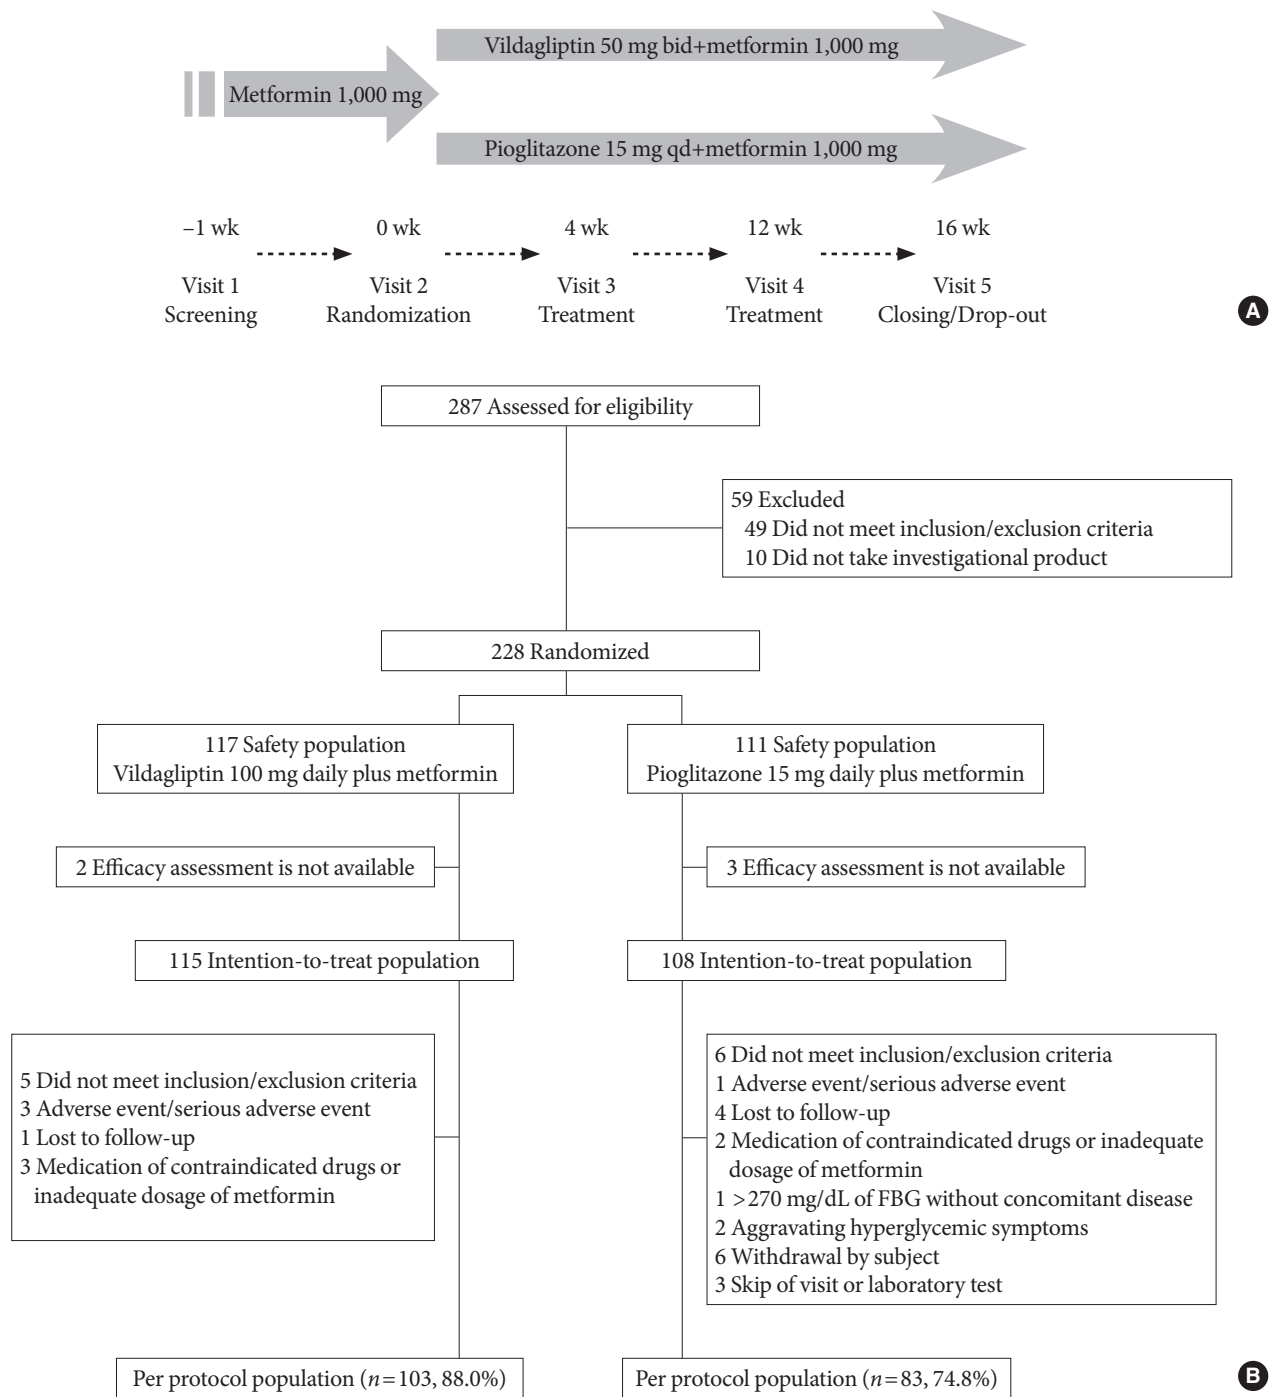 Vildagliptin 50 mg bid+metformin 1,000 mg
Metformin 1,000 mg
Pioglitazone 15 mg qd+metformin 1,000 mg
–1 wk
0 wk
4 wk
12 wk
16 wk
Visit 1
Visit 2
Visit 3
Visit 4
Visit 5
Screening
Randomization
Treatment
Treatment
Closing/Drop-out
A
287 Assessed for eligibility
59 Excluded
49 Did not meet inclusion/exclusion criteria
10 Did not take investigational product
228 Randomized
117 Safety population
Vildagliptin 100 mg daily plus metformin
111 Safety population
Pioglitazone 15 mg daily plus metformin
2 Efficacy assessment is not available
3 Efficacy assessment is not available
115 Intention-to-treat population
108 Intention-to-treat population
5 Did not meet inclusion/exclusion criteria
3 Adverse event/serious adverse event
1 Lost to follow-up
3 Medication of contraindicated drugs or
inadequate dosage of metformin
6 Did not meet inclusion/exclusion criteria
1 Adverse event/serious adverse event
4 Lost to follow-up
2 Medication of contraindicated drugs or inadequate
dosage of metformin
1 >270 mg/dL of FBG without concomitant disease
2 Aggravating hyperglycemic symptoms
6 Withdrawal by subject
3 Skip of visit or laboratory test
Per protocol population (n=103, 88.0%)
Per protocol population (n=83, 74.8%)
B